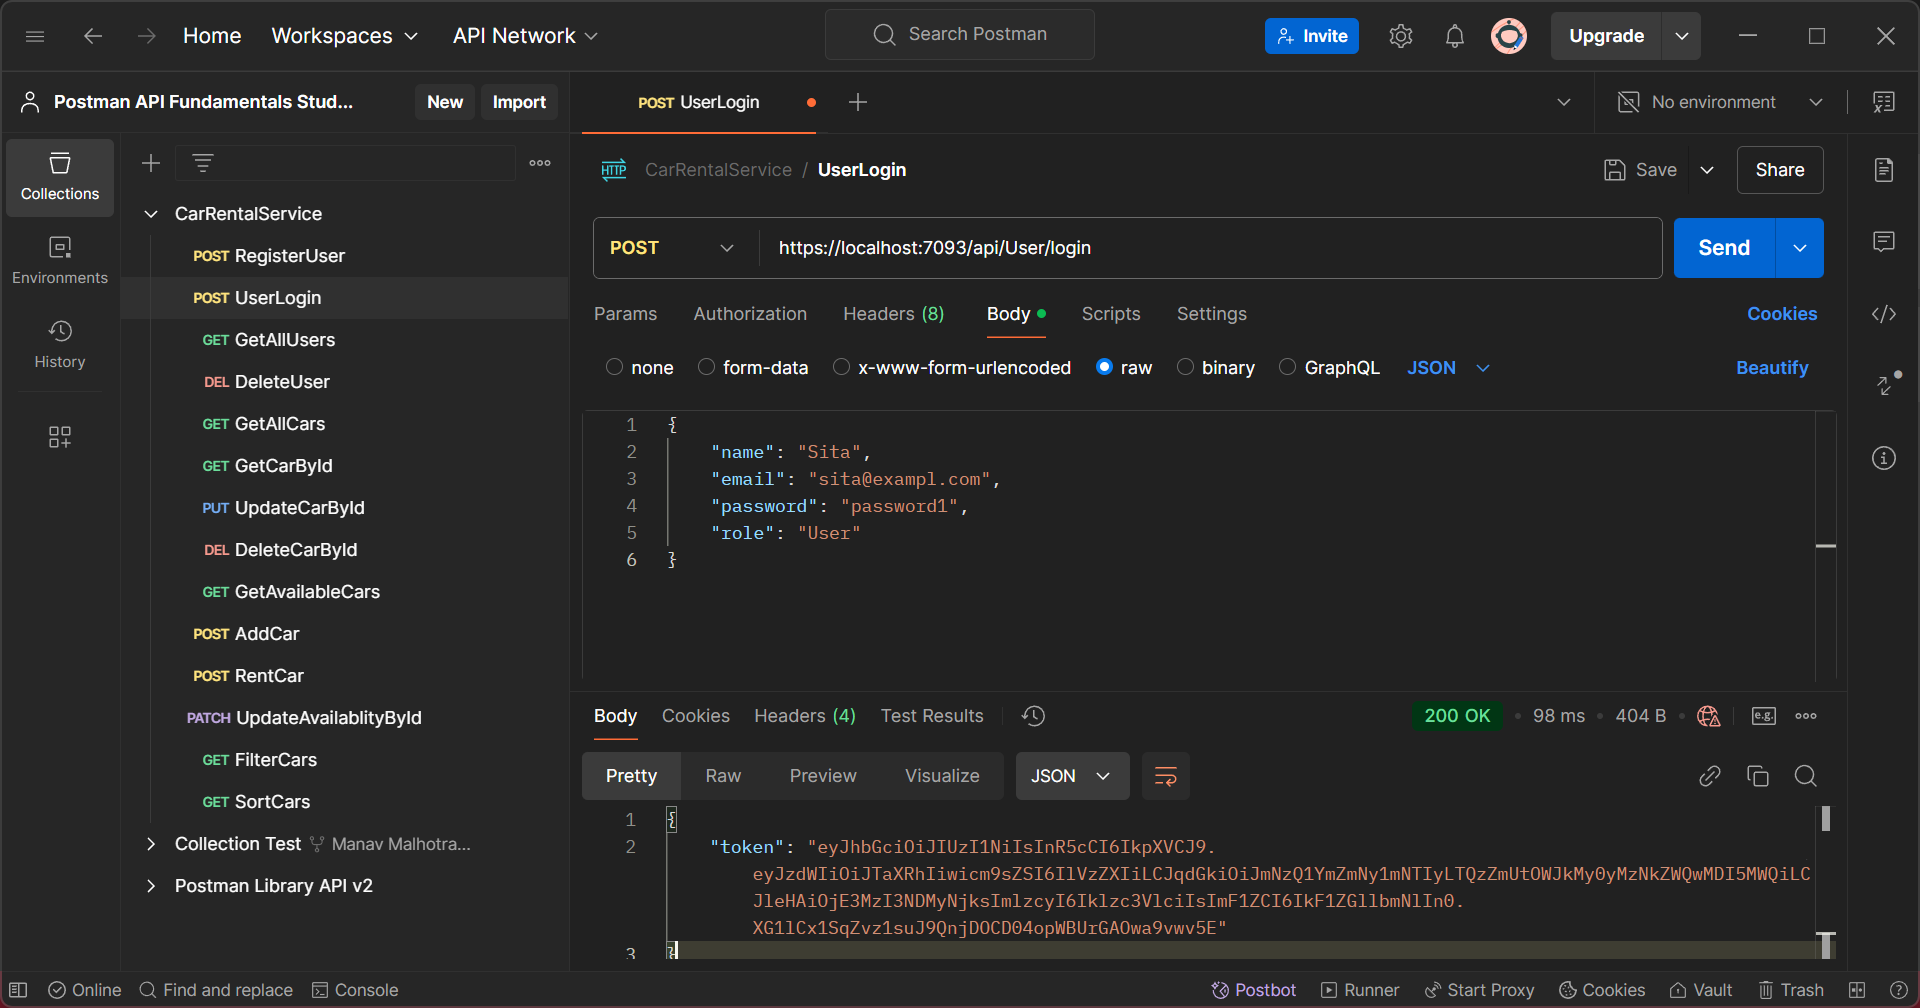 Home Workspaces API Network Search Postman Invite Upgrade
Postman API Fundamentals Stud... New Import POST UserLogin No environment
Collections
Environments
History
CarRentalService
POST RegisterUser
POST UserLogin
GET GetAllUsers
DEL DeleteUser
GET GetAllCars
GET GetCarById
PUT UpdateCarById
DEL DeleteCarById
GET GetAvailableCars
POST AddCar
POST RentCar
PATCH UpdateAvailablityById
GET FilterCars
GET SortCars
Collection Test Manav Malhotra...
Postman Library API v2
HTTP CarRentalService / UserLogin Save Share
POST https://localhost:7093/api/User/login Send
Params Authorization Headers (8) Body Scripts Settings Cookies
none form-data x-www-form-urlencoded raw binary GraphQL JSON Beautify
1 {
2 "name": "Sita",
3 "email": "sita@exampl.com",
4 "password": "password1",
5 "role": "User"
6 }
Body Cookies Headers (4) Test Results 200 OK 98 ms 404 B e.g.
Pretty Raw Preview Visualize JSON
1 {
2 "token": "eyJhbGciOiJIUzI1NiIsInR5cCI6IkpXVCJ9.
eyJzdWIiOiJTaXRhIiwicm9sZSI6IlVzZXIiLCJqdGkiOiJmNzQ1YmZmNy1mNTIyLTQzZmUtOWJkMy0yMzNkZWQwMDI5MWQiLC
JleHAiOjE3MzI3NDMyNjksImlzcyI6Iklzc3VlciIsImF1ZCI6IkF1ZGllbmNlIn0.
XG1lCx1SqZvz1suJ9QnjDOCD04opWBUrGAOwa9vwv5E"
3 }
Online Find and replace Console Postbot Runner Start Proxy Cookies Vault Trash